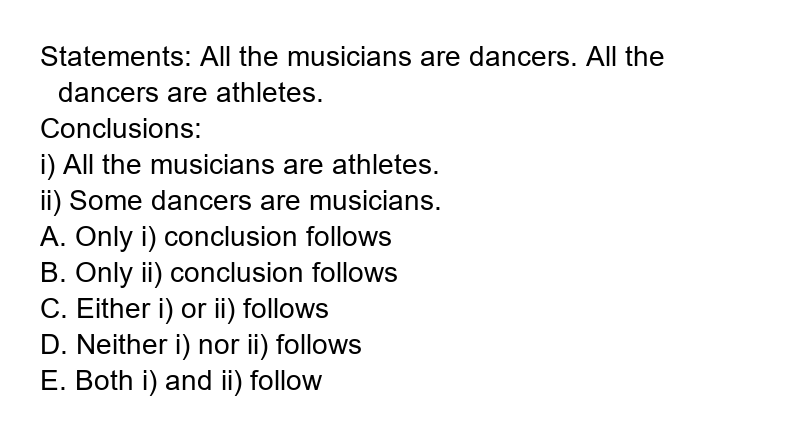 Statements: All the musicians are dancers. All the
dancers are athletes.
Conclusions:
i) All the musicians are athletes.
ii) Some dancers are musicians.
A. Only i) conclusion follows
B. Only ii) conclusion follows
C. Either i) or ii) follows
D. Neither i) nor ii) follows
E. Both i) and ii) follow